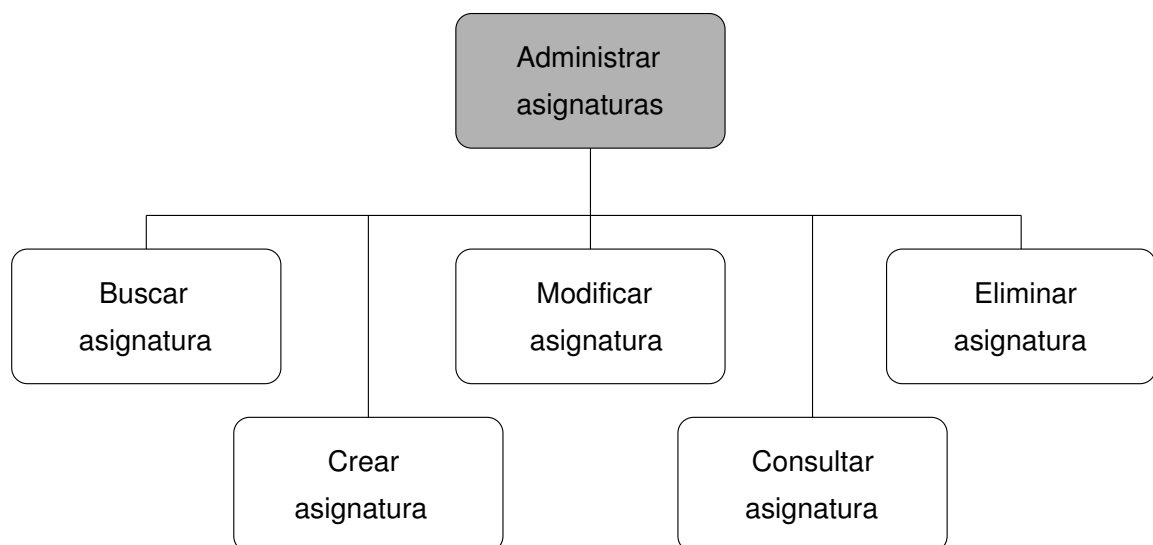 Administrar
asignaturas
Buscar
asignatura
Modificar
asignatura
Eliminar
asignatura
Crear
asignatura
Consultar
asignatura